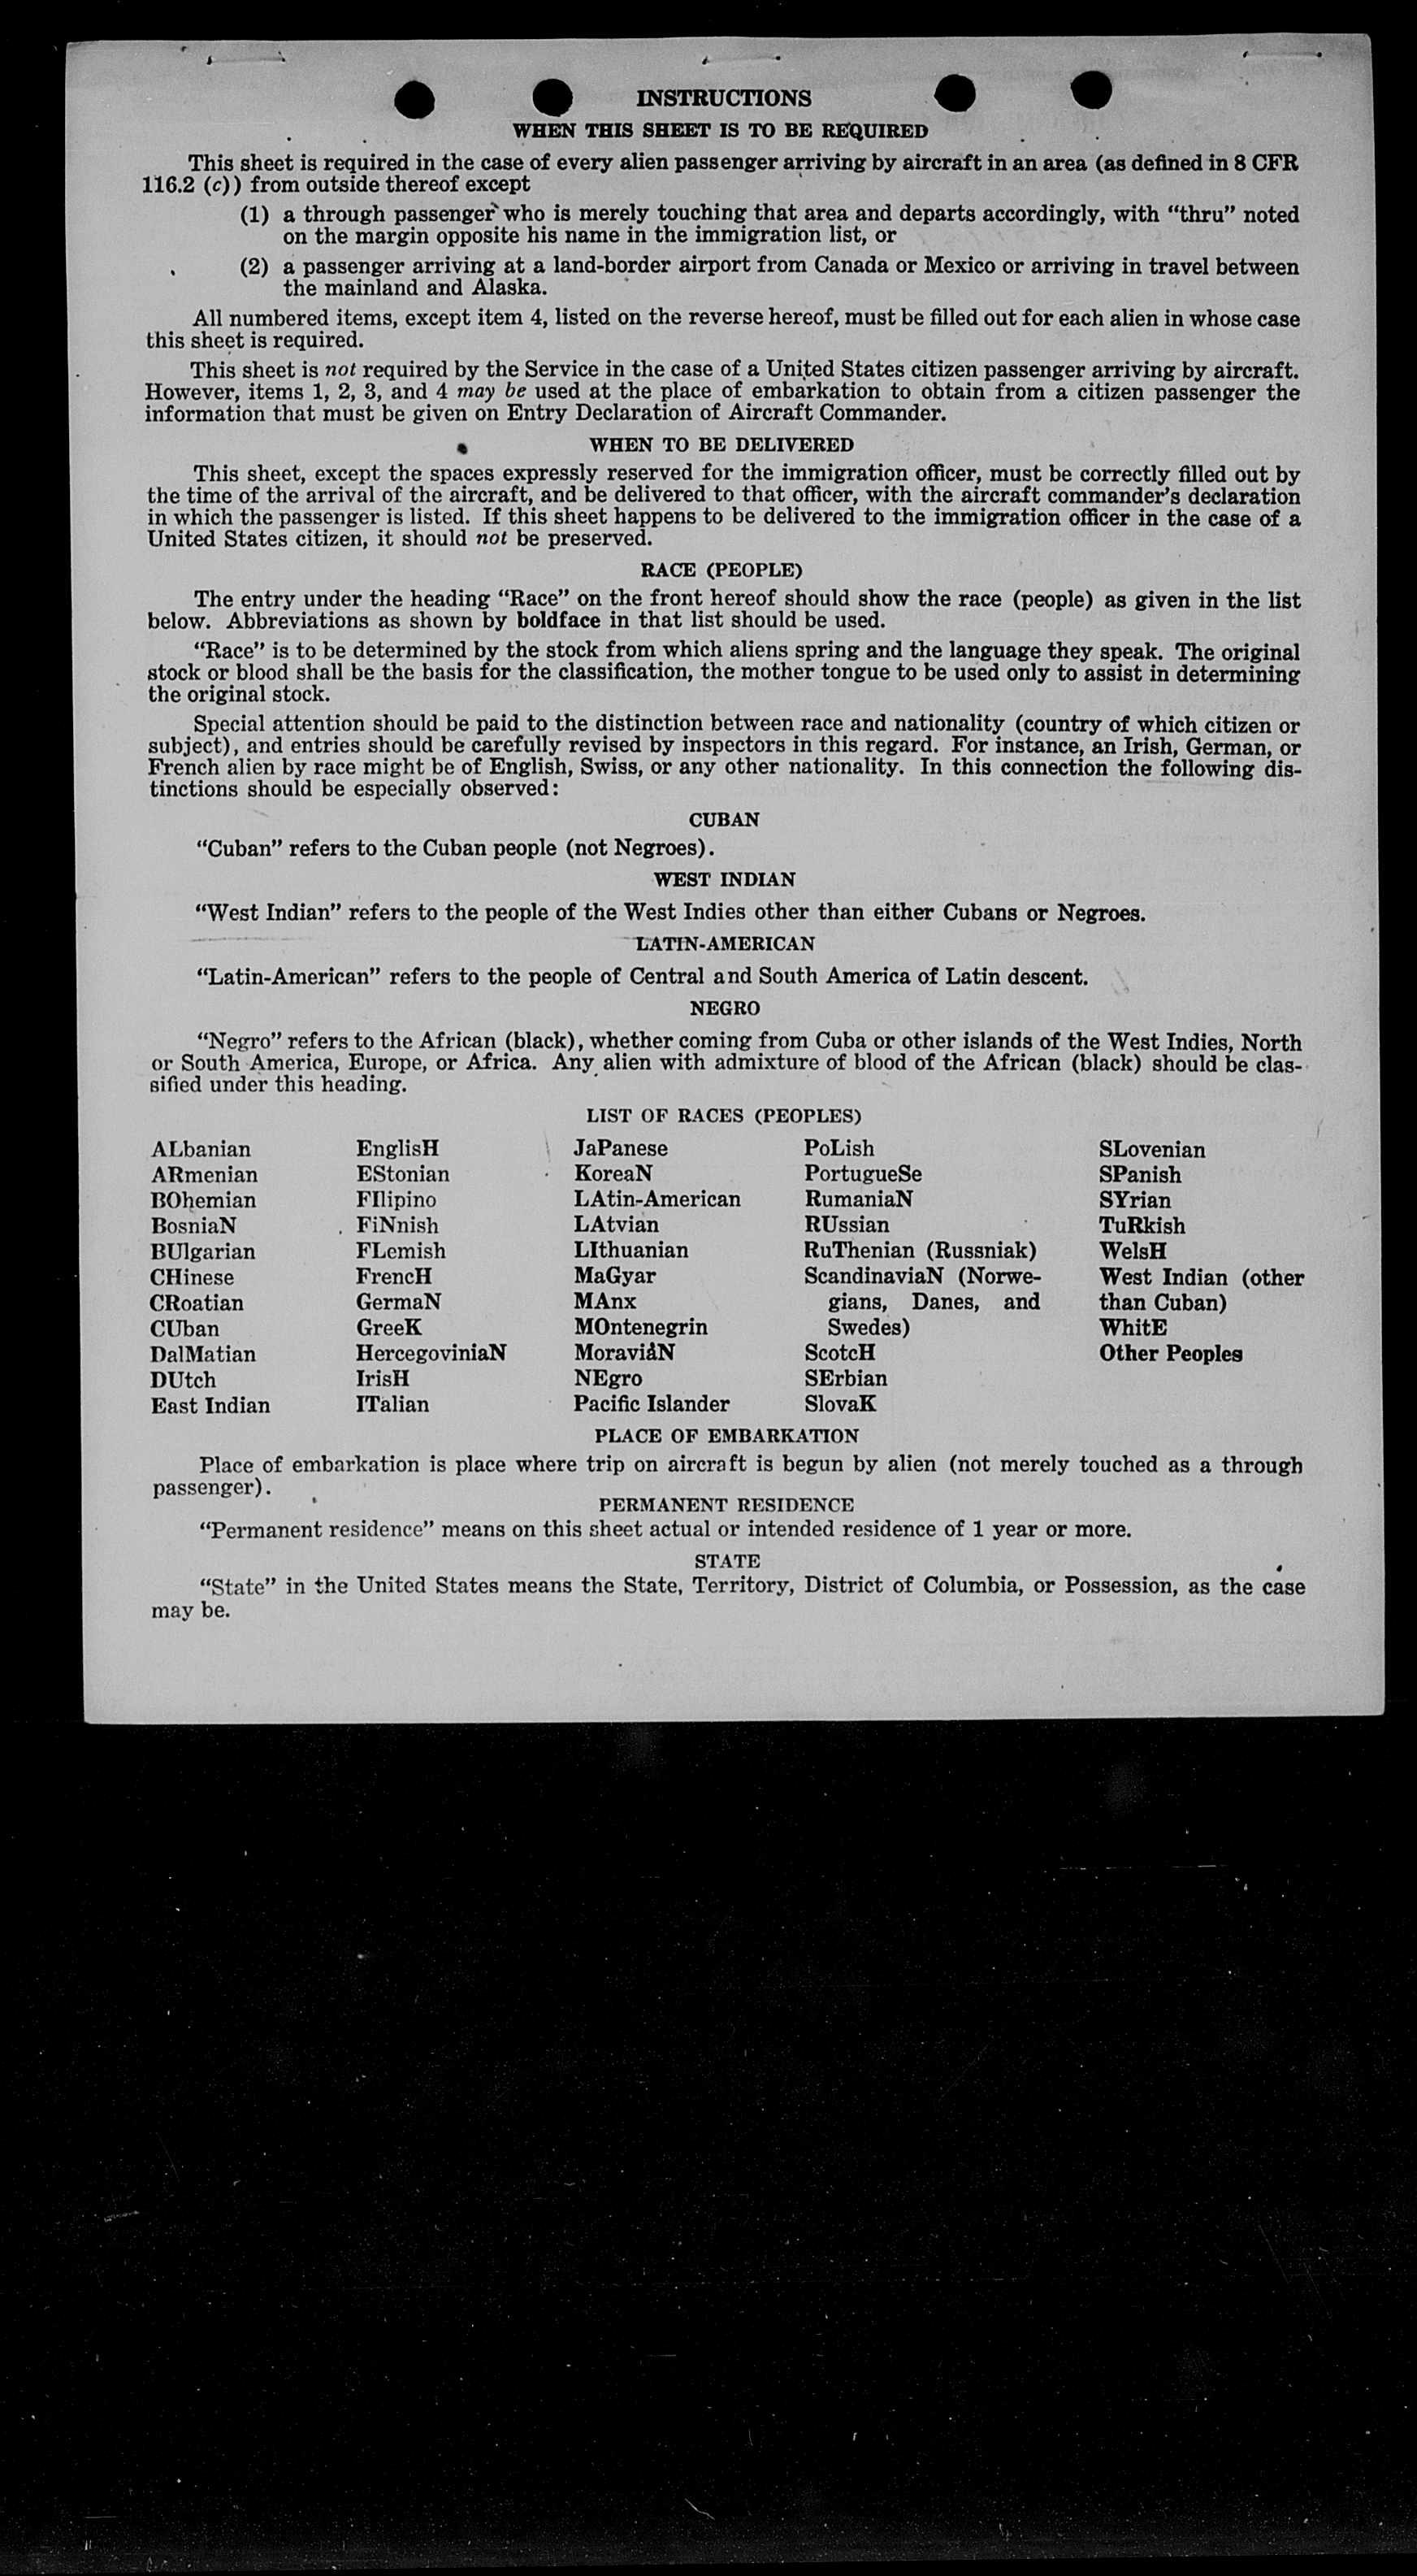 INSTRUCTIONS
WHEN THIS SHEET IS TO BE REQUIRED
This sheet is required in the case of every alien passenger arriving by aircraft in an area (as defined in 8 CFR
116.2 (c)) from outside thereof except
(1) a through passenger who is merely touching that area and departs accordingly, with “thru” noted
on the margin opposite his name in the immigration list, or
(2) a passenger arriving at a land-border airport from Canada or Mexico or arriving in travel between
the mainland and Alaska.
All numbered items, except item 4, listed on the reverse hereof, must be filled out for each alien in whose case
this sheet is required.
This sheet is not required by the Service in the case of a United States citizen passenger arriving by aircraft.
However, items 1, 2, 3, and 4 may be used at the place of embarkation to obtain from a citizen passenger the
information that must be given on Entry Declaration of Aircraft Commander.
WHEN TO BE DELIVERED
This sheet, except the spaces expressly reserved for the immigration officer, must be correctly filled out by
the time of the arrival of the aircraft, and be delivered to that officer, with the aircraft commander's declaration
in which the passenger is listed. If this sheet happens to be delivered to the immigration officer in the case of a
United States citizen, it should not be preserved.
RACE (PEOPLE)
The entry under the heading “Race” on the front hereof should show the race (people) as given in the list
below. Abbreviations as shown by boldface in that list should be used.
“Race” is to be determined by the stock from which aliens spring and the language they speak. The original
stock or blood shall be the basis for the classification, the mother tongue to be used only to assist in determining
the original stock.
Special attention should be paid to the distinction between race and nationality (country of which citizen or
subject), and entries should be carefully revised by inspectors in this regard. For instance, an Irish, German, or
French alien by race might be of English, Swiss, or any other nationality. In this connection the following dis-
tinctions should be especially observed:
CUBAN
“Cuban” refers to the Cuban people (not Negroes).
WEST INDIAN
“West Indian” refers to the people of the West Indies other than either Cubans or Negroes.
LATIN-AMERICAN
“Latin-American” refers to the people of Central and South America of Latin descent.
NEGRO
“Negro” refers to the African (black), whether coming from Cuba or other islands of the West Indies, North
or South America, Europe, or Africa. Any alien with admixture of blood of the African (black) should be clas-
sified under this heading.
LIST OF RACES (PEOPLES)
ALbanian
ARmenian
BOhemian
BosniaN
BUlgarian
CHinese
CRoatian
CUban
DalMatian
DUtch
East Indian
EnglisH
EStonian
FIlipino
FiNnish
FLemish
FrencH
GermaN
GreeK
HercegoviniaN
IrisH
ITalian
JaPanese
KoreaN
LAtin-American
LAtvian
LIthuanian
MaGyar
MAnx
MOntenegrin
MoraviaN
NEgro
Pacific Islander
PoLish
PortugueSe
RumaniaN
RUssian
RuThenian (Russniak)
ScandinaviaN (Norwe-
gians, Danes, and
Swedes)
ScotcH
SErbian
SlovaK
SLovenian
SPanish
SYrian
TuRkish
WelsH
West Indian (other
than Cuban)
WhitE
Other Peoples
PLACE OF EMBARKATION
Place of embarkation is place where trip on aircraft is begun by alien (not merely touched as a through
passenger).
PERMANENT RESIDENCE
“Permanent residence” means on this sheet actual or intended residence of 1 year or more.
STATE
“State” in the United States means the State, Territory, District of Columbia, or Possession, as the case
may be.